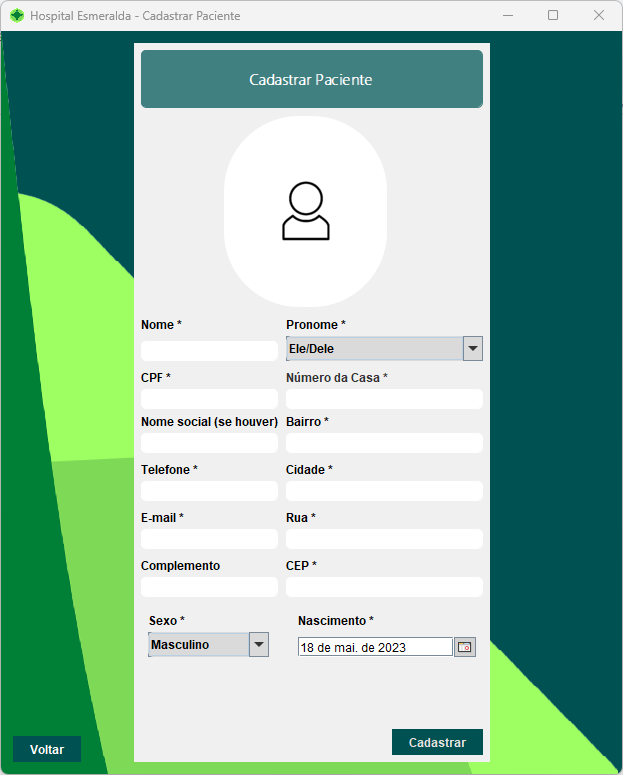 Hospital Esmeralda - Cadastrar Paciente
Cadastrar Paciente
Nome * Pronome *
Ele/Dele
CPF * Número da Casa *
Nome social (se houver) Bairro *
Telefone * Cidade *
E-mail * Rua *
Complemento CEP *
Sexo * Nascimento *
Masculino 18 de mai. de 2023
Voltar Cadastrar